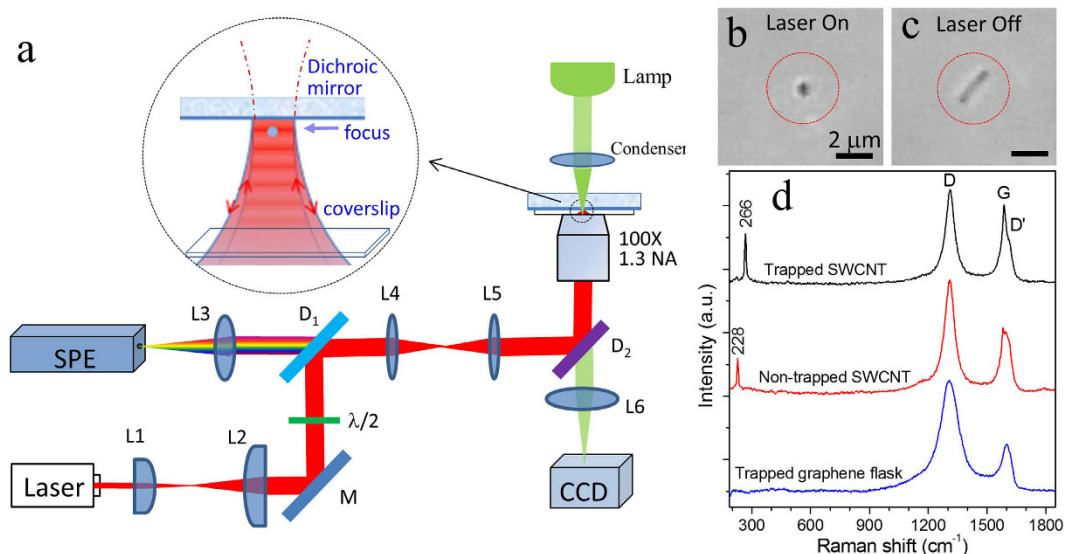 a
Dichroic
mirror
focus
coverslip
Lamp
Condenser
100X
1.3 NA
SPE
L3
D1
L4
L5
D2
λ/2
L6
Laser
L1
L2
M
CCD
b
Laser On
2 μm
c
Laser Off
d
D
G
D'
266
Trapped SWCNT
228
Non-trapped SWCNT
Trapped graphene flask
Intensity (a.u.)
300 600 900 1200 1500 1800
Raman shift (cm⁻¹)